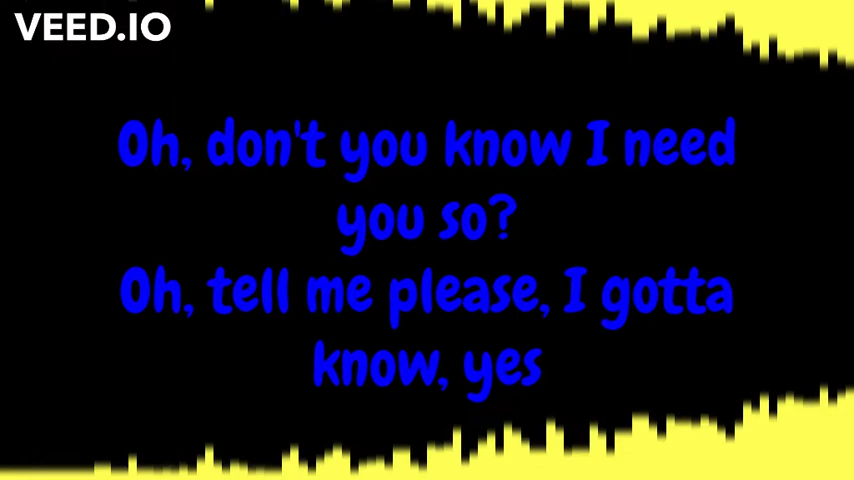 VEED.IO
Oh, don't you know I need
you so?
Oh, tell me please, I gotta
know, yes